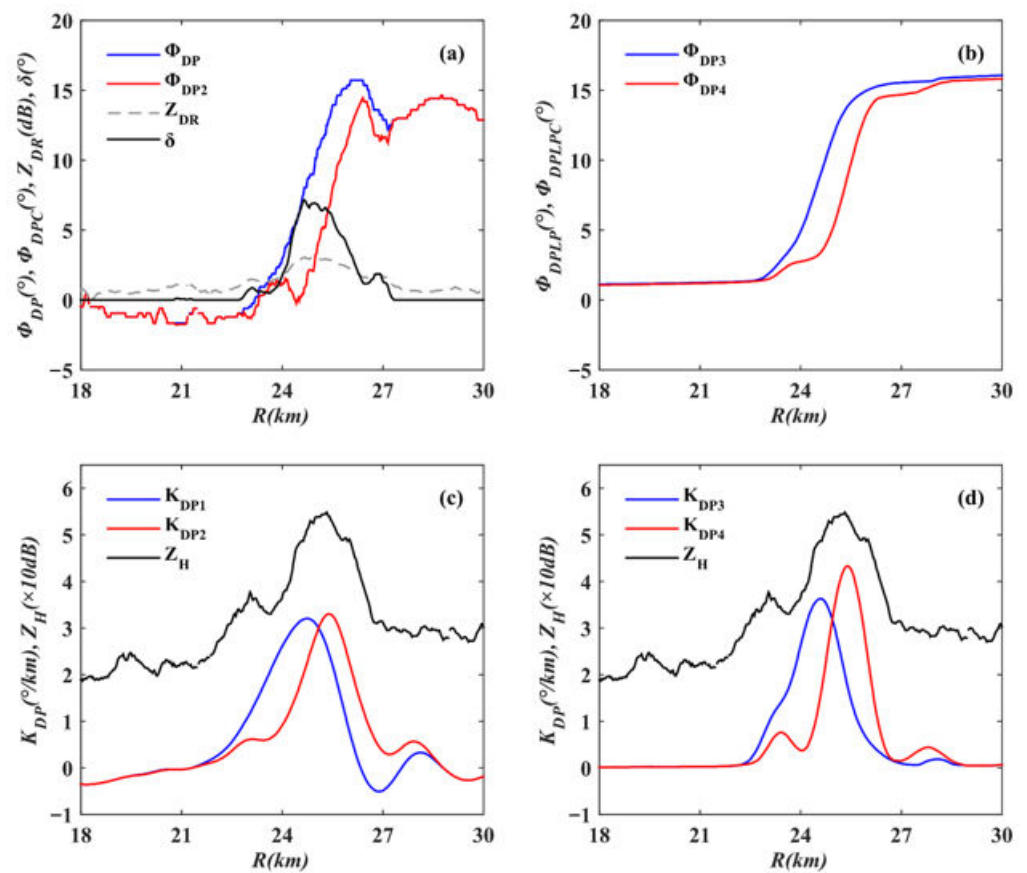 (a)
Φ_DP
Φ_DP2
Z_DR
δ
20
15
10
5
0
−5
18 21 24 27 30
R(km)
Φ_DP(°), Φ_DPC(°), Z_DR(dB), δ(°)
(b)
Φ_DP3
Φ_DP4
20
15
10
5
0
−5
18 21 24 27 30
R(km)
Φ_DPLP(°), Φ_DPLPC(°)
(c)
K_DP1
K_DP2
Z_H
6
5
4
3
2
1
0
−1
18 21 24 27 30
R(km)
K_DP(°/km), Z_H(×10dB)
(d)
K_DP3
K_DP4
Z_H
6
5
4
3
2
1
0
−1
18 21 24 27 30
R(km)
K_DP(°/km), Z_H(×10dB)